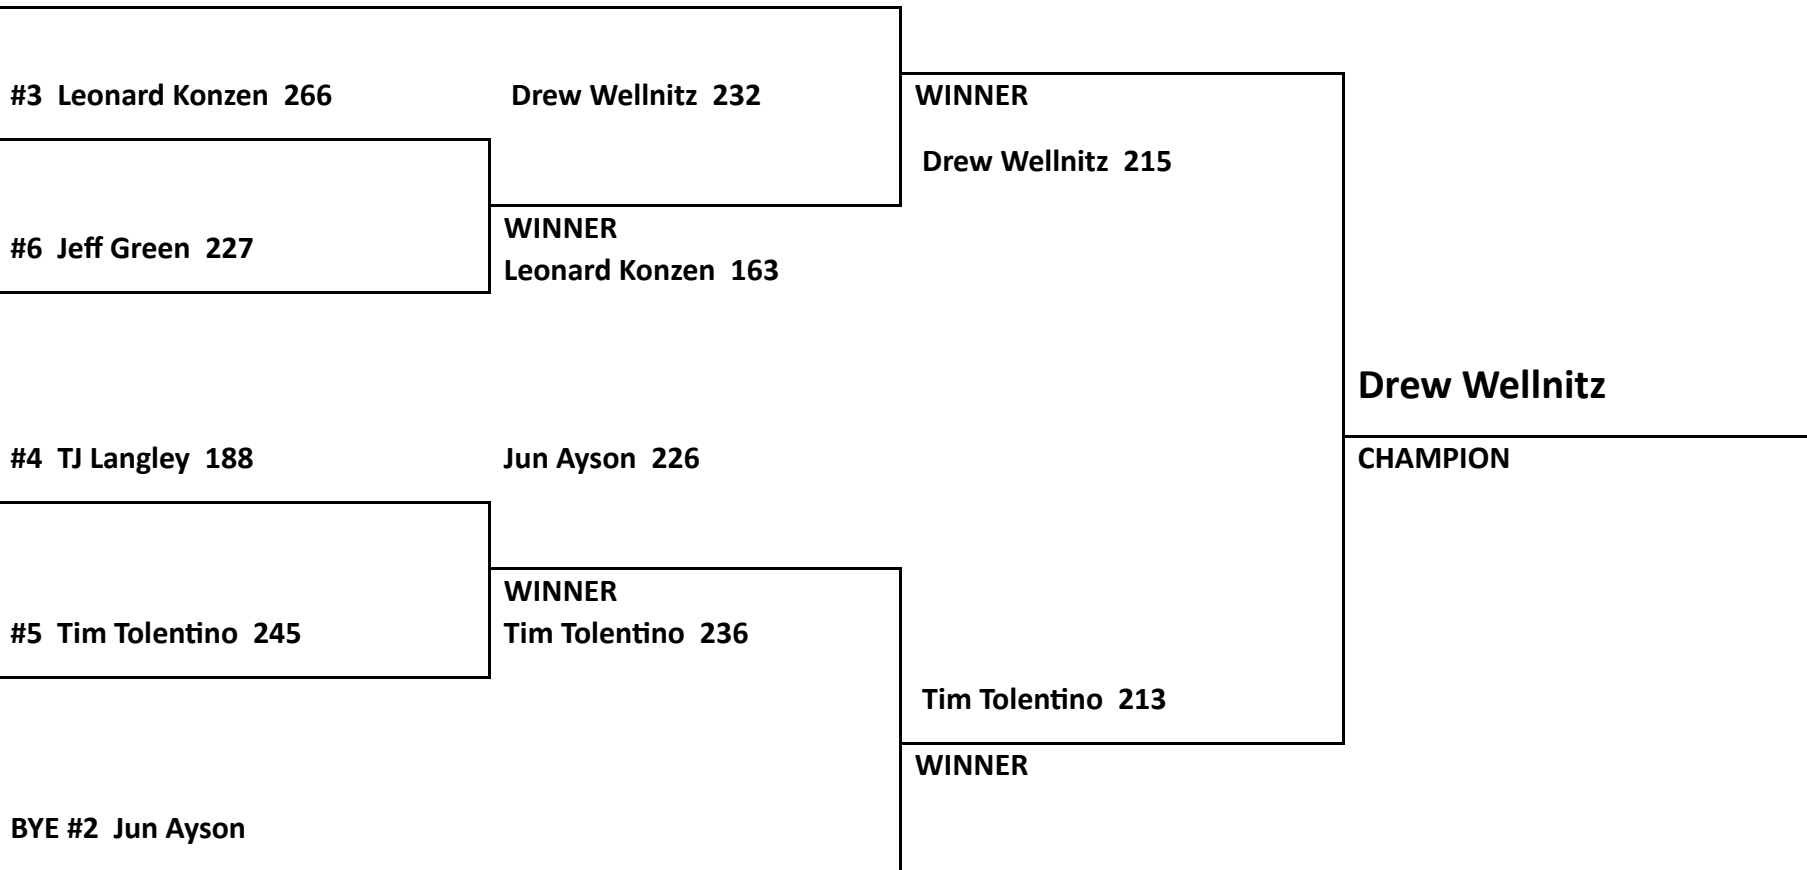 #3 Leonard Konzen 266
Drew Wellnitz 232
WINNER
Drew Wellnitz 215
#6 Jeff Green 227
WINNER
Leonard Konzen 163
Drew Wellnitz
#4 TJ Langley 188
Jun Ayson 226
CHAMPION
WINNER
#5 Tim Tolentino 245
Tim Tolentino 236
Tim Tolentino 213
WINNER
BYE #2 Jun Ayson